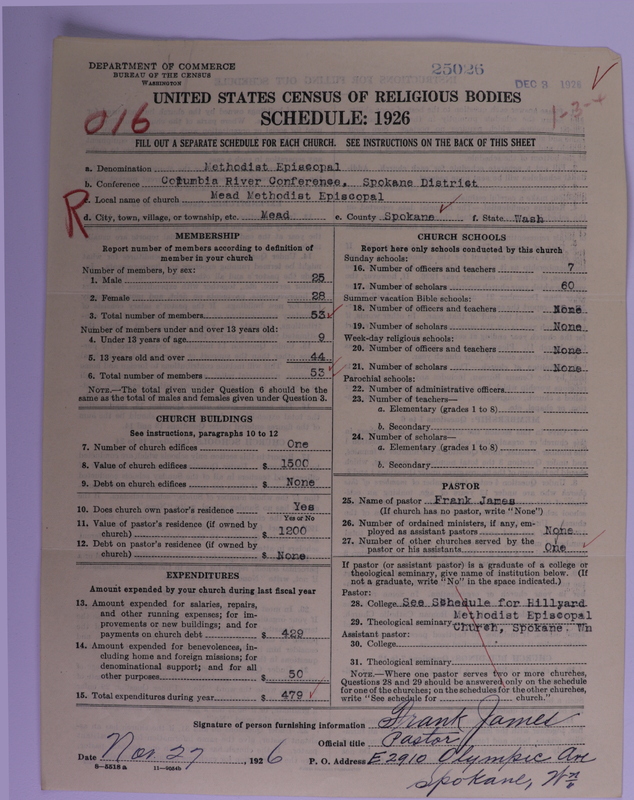 DEPARTMENT OF COMMERCE
BUREAU OF THE CENSUS
WASHINGTON
25026
DEC 3 1926
016
1-3-4
UNITED STATES CENSUS OF RELIGIOUS BODIES
SCHEDULE: 1926
FILL OUT A SEPARATE SCHEDULE FOR EACH CHURCH. SEE INSTRUCTIONS ON THE BACK OF THIS SHEET
a. Denomination Methodist Episcopal
b. Conference Columbia River Conference, Spokane District
c. Local name of church Mead Methodist Episcopal
R
d. City, town, village, or township, etc. Mead e. County Spokane f. State Wash
MEMBERSHIP
Report number of members according to definition of
member in your church
Number of members, by sex:
1. Male 25
2. Female 28
3. Total number of members 53
Number of members under and over 13 years old:
4. Under 13 years of age 9
5. 13 years old and over 44
6. Total number of members 53
NOTE.—The total given under Question 6 should be the
same as the total of males and females given under Question 3.
CHURCH BUILDINGS
See instructions, paragraphs 10 to 12
7. Number of church edifices One
8. Value of church edifices $ 1500
9. Debt on church edifices $ None
10. Does church own pastor's residence? Yes
Yes or No
11. Value of pastor's residence (if owned by
church) $ 1200
12. Debt on pastor's residence (if owned by
church) $ None
EXPENDITURES
Amount expended by your church during last fiscal year
13. Amount expended for salaries, repairs,
and other running expenses; for im-
provements or new buildings; and for
payments on church debt $ 429
14. Amount expended for benevolences, in-
cluding home and foreign missions; for
denominational support; and for all
other purposes $ 50
15. Total expenditures during year $ 479
CHURCH SCHOOLS
Report here only schools conducted by this church
Sunday schools:
16. Number of officers and teachers 7
17. Number of scholars 60
Summer vacation Bible schools:
18. Number of officers and teachers None
19. Number of scholars None
Week-day religious schools:
20. Number of officers and teachers None
21. Number of scholars None
Parochial schools:
22. Number of administrative officers
23. Number of teachers—
a. Elementary (grades 1 to 8)
b. Secondary
24. Number of scholars—
a. Elementary (grades 1 to 8)
b. Secondary
PASTOR
25. Name of pastor Frank James
(If church has no pastor, write "None")
26. Number of ordained ministers, if any, em-
ployed as assistant pastors None
27. Number of other churches served by the
pastor or his assistants One
If pastor (or assistant pastor) is a graduate of a college or
theological seminary, give name of institution below. (If
not a graduate, write "No" in the space indicated.)
Pastor:
28. College See Schedule for Hillyard
Methodist Episcopal
29. Theological seminary Church, Spokane. Wn
Assistant pastor:
30. College
31. Theological seminary
NOTE.—Where one pastor serves two or more churches,
Questions 28 and 29 should be answered only on the schedule
for one of the churches; on the schedules for the other churches,
write "See schedule for church."
Signature of person furnishing information Frank James
Official title Pastor
Date Nov 27, 1926 P. O. Address E2910 Olympic Ave
Spokane, Wn
8-5518 a 11-9034b